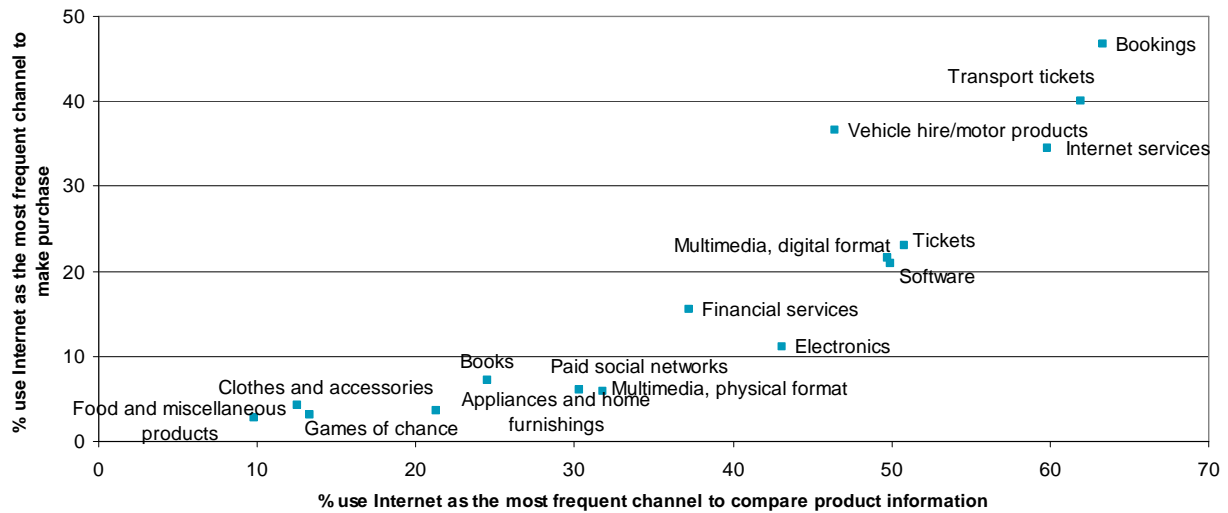 % use Internet as the most frequent channel to
make purchase
50
40
30
20
10
0
Bookings
Transport tickets
Vehicle hire/motor products
Internet services
Tickets
Multimedia, digital format
Software
Financial services
Electronics
Books
Paid social networks
Clothes and accessories
Multimedia, physical format
Appliances and home
furnishings
Food and miscellaneous
products
Games of chance
0 10 20 30 40 50 60 70
% use Internet as the most frequent channel to compare product information